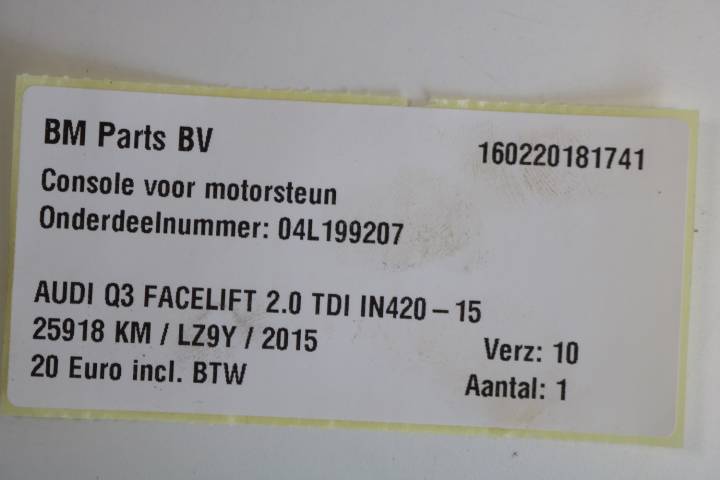 BM Parts BV
160220181741
Console voor motorsteun
Onderdeelnummer: 04L199207
AUDI Q3 FACELIFT 2.0 TDI IN420 – 15
25918 KM / LZ9Y / 2015
Verz: 10
20 Euro incl. BTW
Aantal: 1